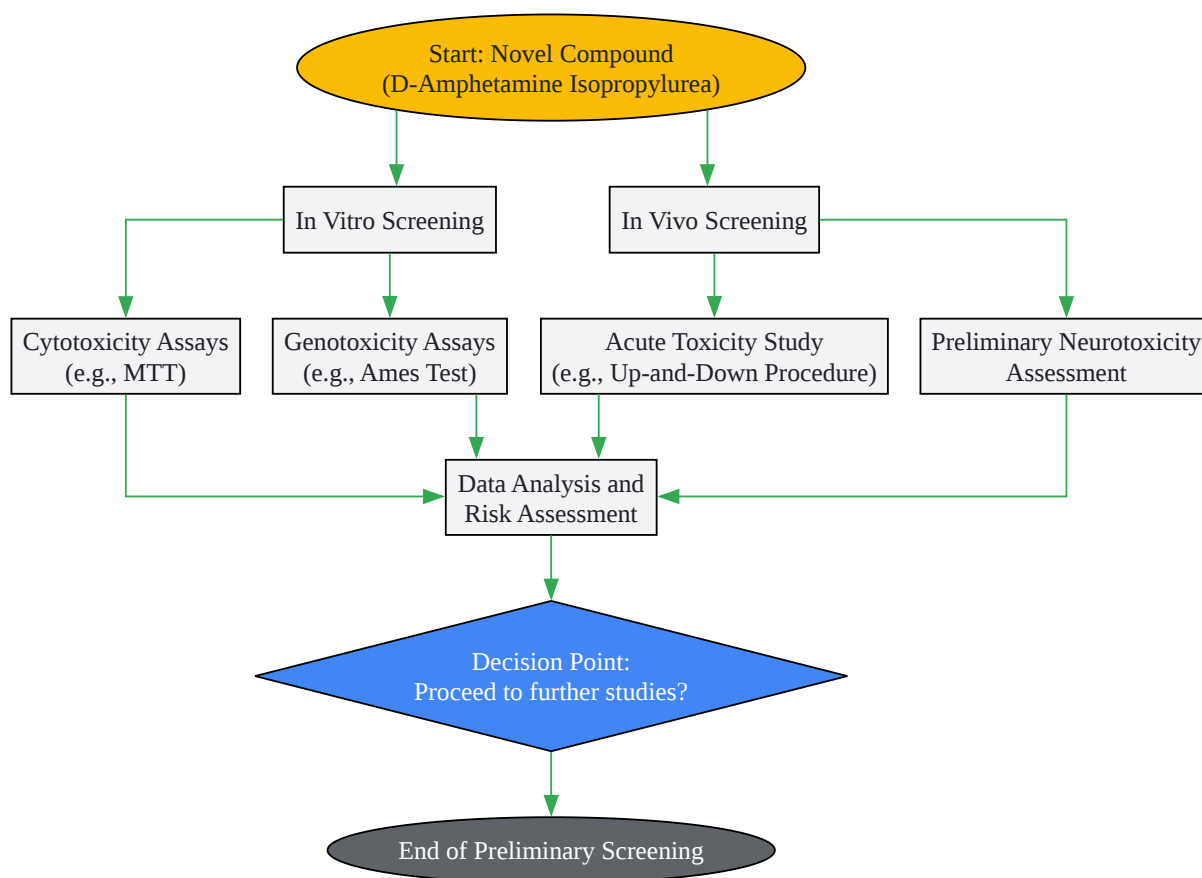 Start: Novel Compound
(D-Amphetamine Isopropylurea)
In Vitro Screening
In Vivo Screening
Cytotoxicity Assays
(e.g., MTT)
Genotoxicity Assays
(e.g., Ames Test)
Acute Toxicity Study
(e.g., Up-and-Down Procedure)
Preliminary Neurotoxicity
Assessment
Data Analysis and
Risk Assessment
Decision Point:
Proceed to further studies?
End of Preliminary Screening